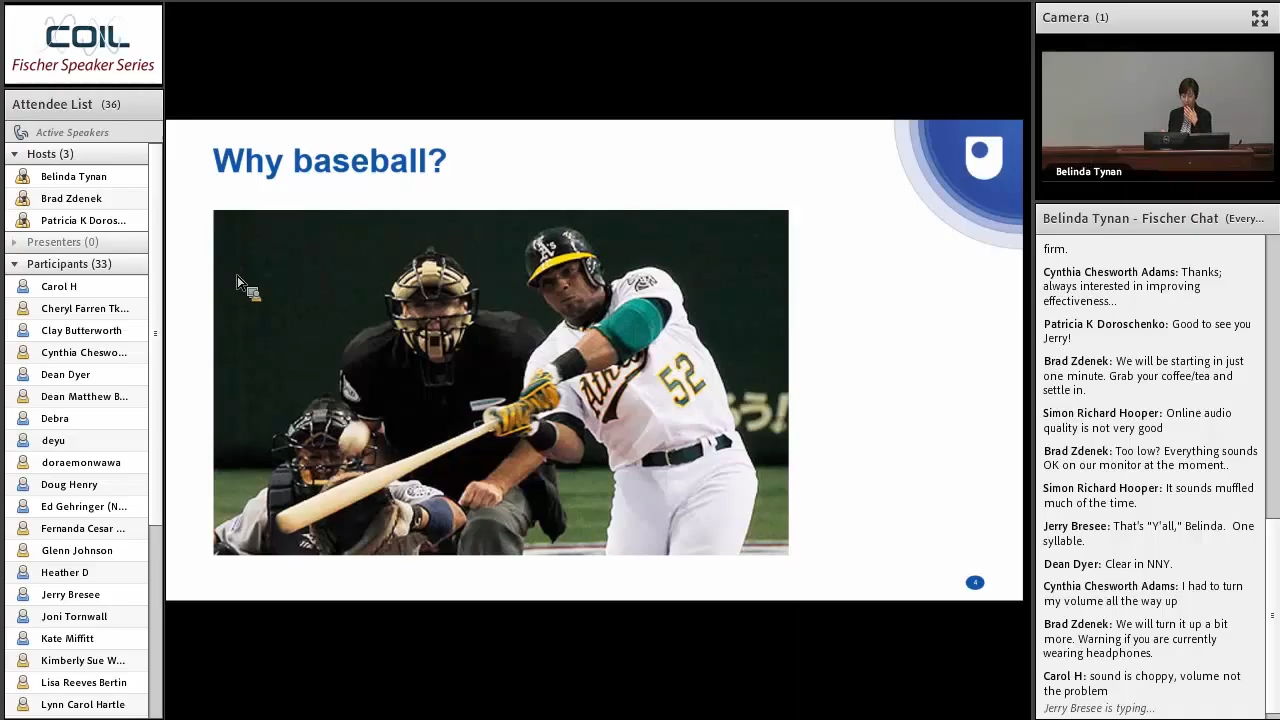 COIL
Fischer Speaker Series
Attendee List (36)
Active Speakers
Hosts (3)
Belinda Tynan
Brad Zdenek
Patricia K Doros...
Presenters (0)
Participants (33)
Carol H
Cheryl Farren Tk...
Clay Butterworth
Cynthia Cheswo...
Dean Dyer
Dean Matthew B...
Debra
deyu
doraemonwawa
Doug Henry
Ed Gehringer (N...
Fernanda Cesar ...
Glenn Johnson
Heather D
Jerry Bresee
Joni Tornwall
Kate Miffitt
Kimberly Sue W...
Lisa Reeves Bertin
Lynn Carol Hartle
Why baseball?
A's
Athle
52
う!
4
Camera (1)
Belinda Tynan
Belinda Tynan - Fischer Chat (Every...
firm.
Cynthia Chesworth Adams: Thanks;
always interested in improving
effectiveness...
Patricia K Doroschenko: Good to see you
Jerry!
Brad Zdenek: We will be starting in just
one minute. Grab your coffee/tea and
settle in.
Simon Richard Hooper: Online audio
quality is not very good
Brad Zdenek: Too low? Everything sounds
OK on our monitor at the moment..
Simon Richard Hooper: It sounds muffled
much of the time.
Jerry Bresee: That's "Y'all," Belinda. One
syllable.
Dean Dyer: Clear in NNY.
Cynthia Chesworth Adams: I had to turn
my volume all the way up
Brad Zdenek: We will turn it up a bit
more. Warning if you are currently
wearing headphones.
Carol H: sound is choppy, volume not
the problem
Jerry Bresee is typing...